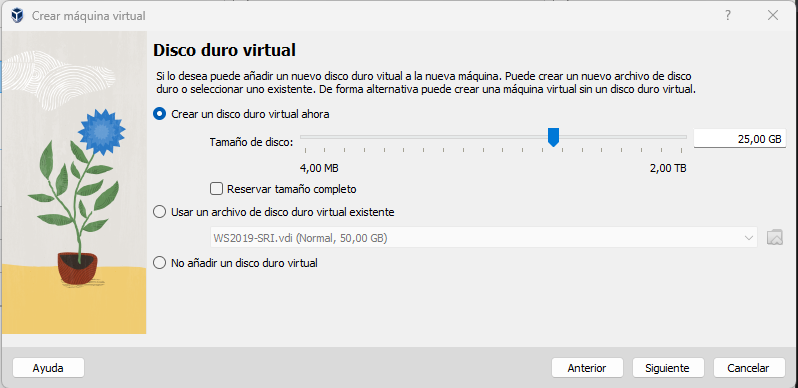 Crear máquina virtual
Disco duro virtual
Si lo desea puede añadir un nuevo disco duro vitual a la nueva máquina. Puede crear un nuevo archivo de disco
duro o seleccionar uno existente. De forma alternativa puede crear una máquina virtual sin un disco duro virtual.
Crear un disco duro virtual ahora
Tamaño de disco:
25,00 GB
4,00 MB
2,00 TB
Reservar tamaño completo
Usar un archivo de disco duro virtual existente
WS2019-SRI.vdi (Normal, 50,00 GB)
No añadir un disco duro virtual
Ayuda
Anterior
Siguiente
Cancelar